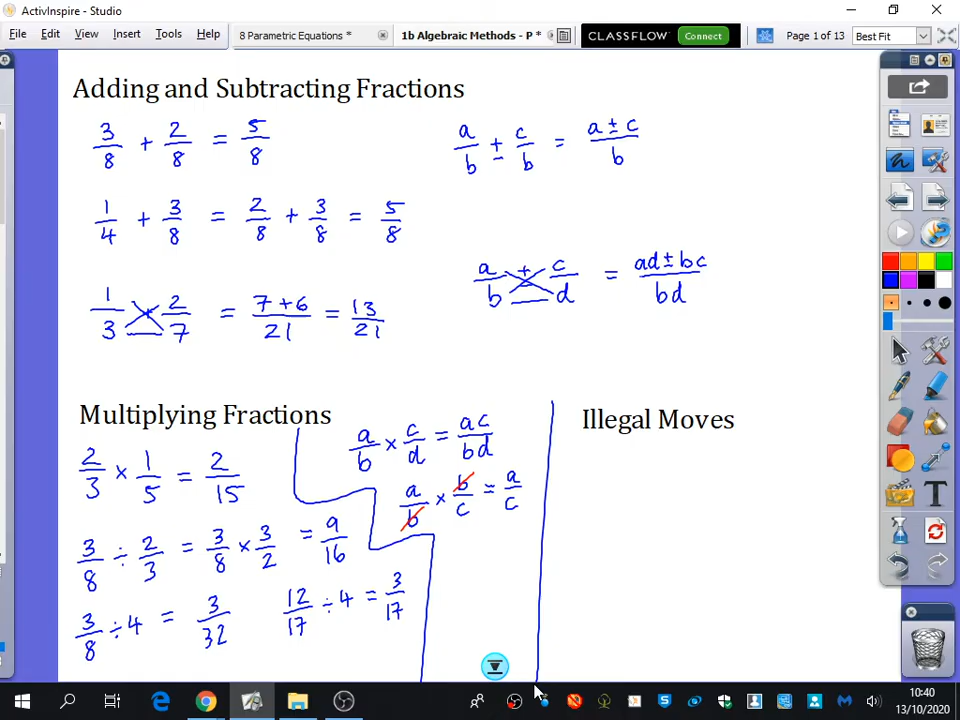 ActivInspire - Studio
File Edit View Insert Tools Help
8 Parametric Equations *
1b Algebraic Methods - P *
CLASSFLOW Connect
Page 1 of 13
Best Fit
Adding and Subtracting Fractions
3/8 + 2/8 = 5/8
a/b ± c/b = a ± c/b
1/4 + 3/8 = 2/8 + 3/8 = 5/8
a/b ± c/d = ad ± bc/bd
1/3 + 2/7 = 7+6/21 = 13/21
Multiplying Fractions
2/3 × 1/5 = 2/15
3/8 ÷ 2/3 = 3/8 × 3/2 = 9/16
3/8 ÷ 4 = 3/32
12/17 ÷ 4 = 3/17
a/b × c/d = ac/bd
a/b × b/c = a/c
Illegal Moves
10:40
13/10/2020